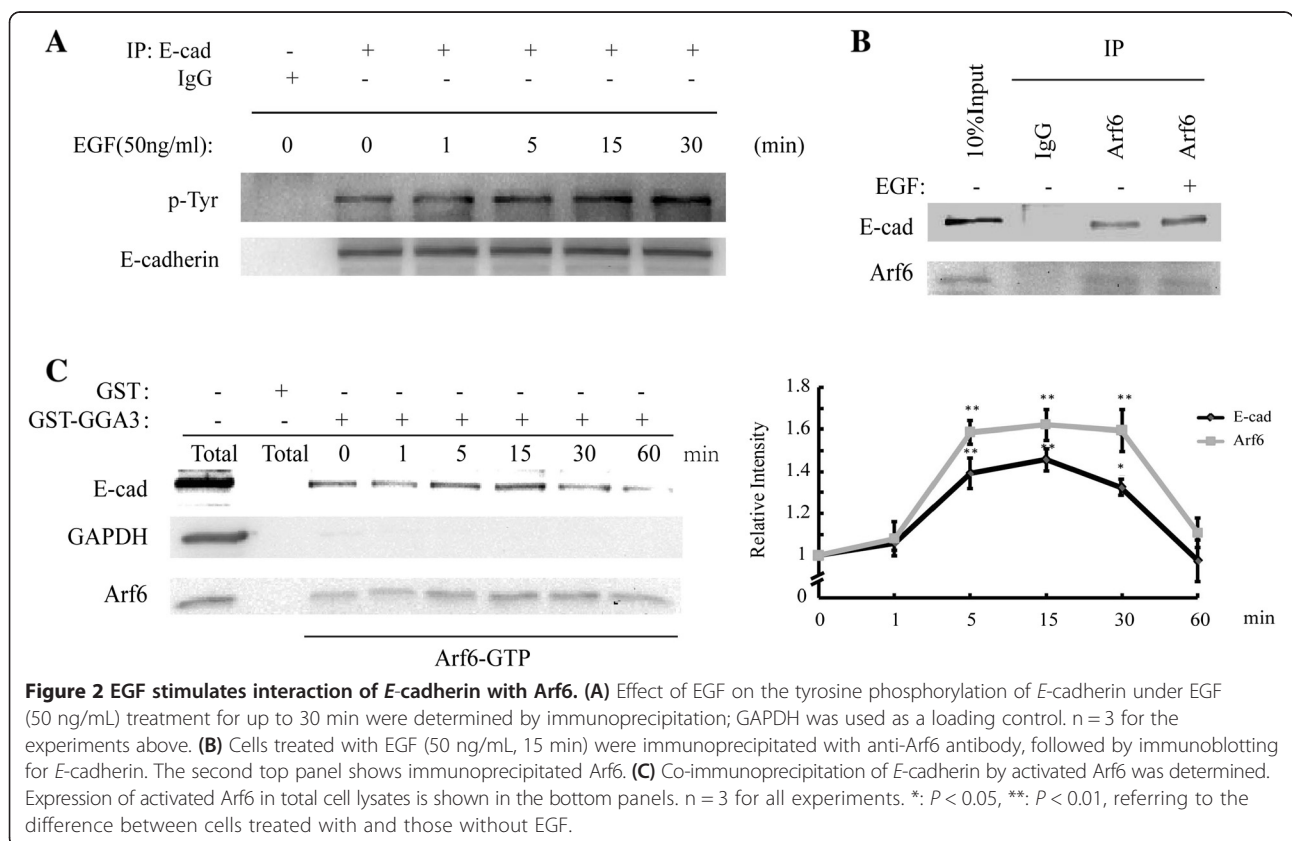 A
IP: E-cad - + + + + +
IgG + - - - - -
EGF(50ng/ml): 0 0 1 5 15 30 (min)
p-Tyr
E-cadherin
B
IP
10%Input IgG Arf6 Arf6
EGF: - - - +
E-cad
Arf6
C
GST: - + - - - - - -
GST-GGA3: - - + + + + + +
Total Total 0 1 5 15 30 60 min
E-cad
GAPDH
Arf6
Arf6-GTP
Relative Intensity
1.8
1.6
1.4
1.2
1
0
** ** **
** ** *
E-cad
Arf6
0 1 5 15 30 60 min
Figure 2 EGF stimulates interaction of E-cadherin with Arf6. (A) Effect of EGF on the tyrosine phosphorylation of E-cadherin under EGF
(50 ng/mL) treatment for up to 30 min were determined by immunoprecipitation; GAPDH was used as a loading control. n = 3 for the
experiments above. (B) Cells treated with EGF (50 ng/mL, 15 min) were immunoprecipitated with anti-Arf6 antibody, followed by immunoblotting
for E-cadherin. The second top panel shows immunoprecipitated Arf6. (C) Co-immunoprecipitation of E-cadherin by activated Arf6 was determined.
Expression of activated Arf6 in total cell lysates is shown in the bottom panels. n = 3 for all experiments. *: P < 0.05, **: P < 0.01, referring to the
difference between cells treated with and those without EGF.